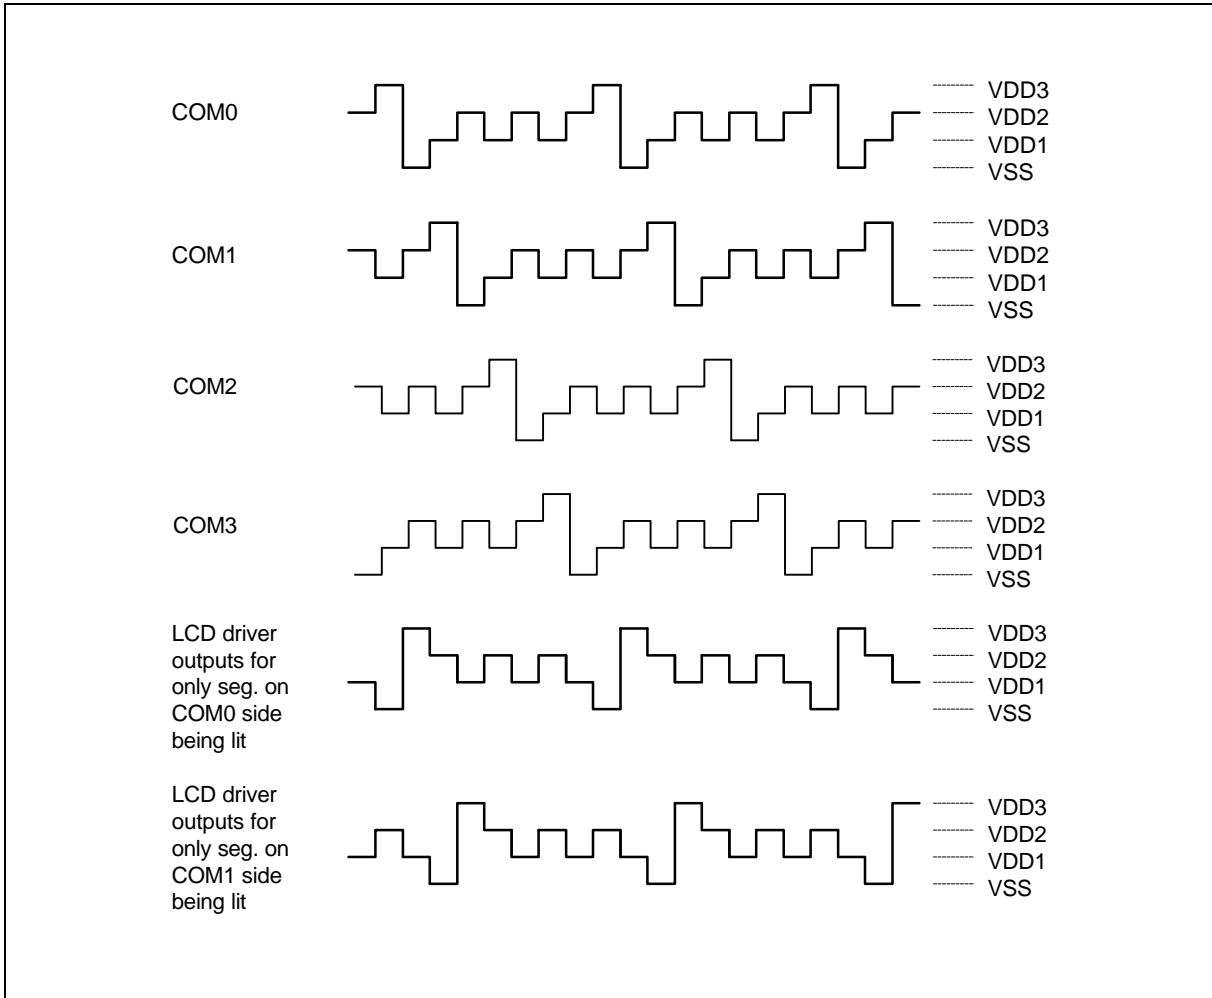 COM0
VDD3
VDD2
VDD1
VSS
COM1
VDD3
VDD2
VDD1
VSS
COM2
VDD3
VDD2
VDD1
VSS
COM3
VDD3
VDD2
VDD1
VSS
LCD driver
outputs for
only seg. on
COM0 side
being lit
VDD3
VDD2
VDD1
VSS
LCD driver
outputs for
only seg. on
COM1 side
being lit
VDD3
VDD2
VDD1
VSS